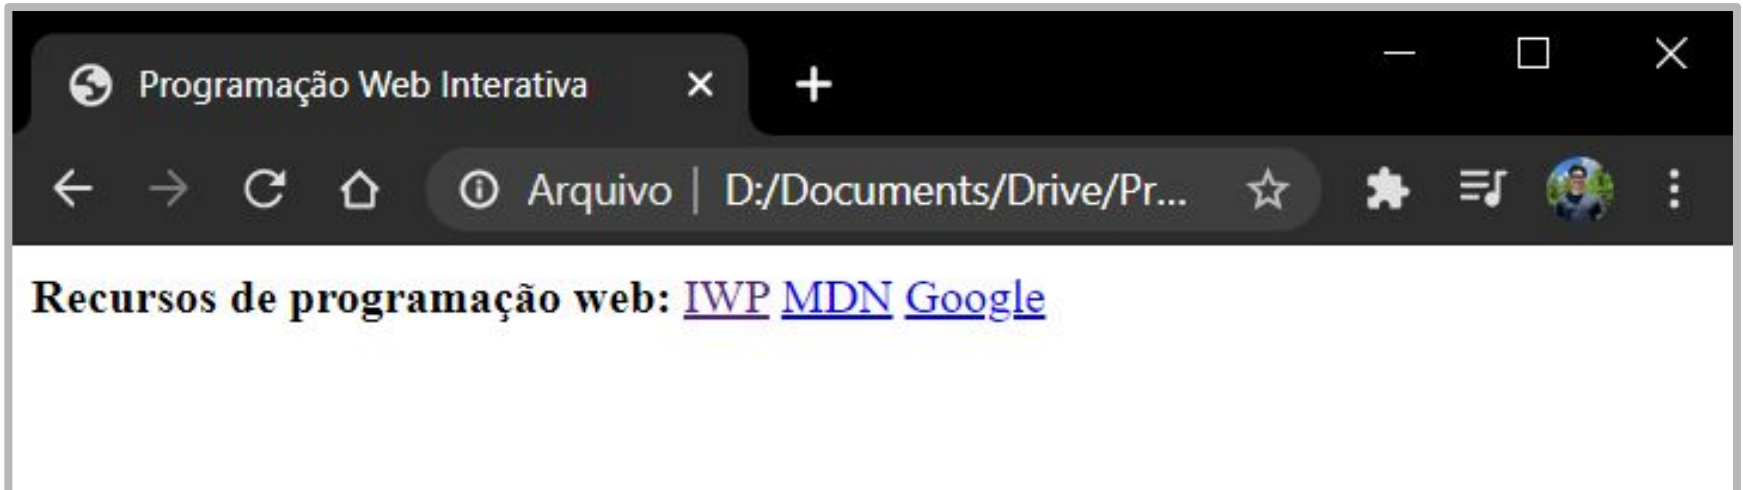 Programação Web Interativa
Arquivo | D:/Documents/Drive/Pr...
Recursos de programação web: IWP MDN Google